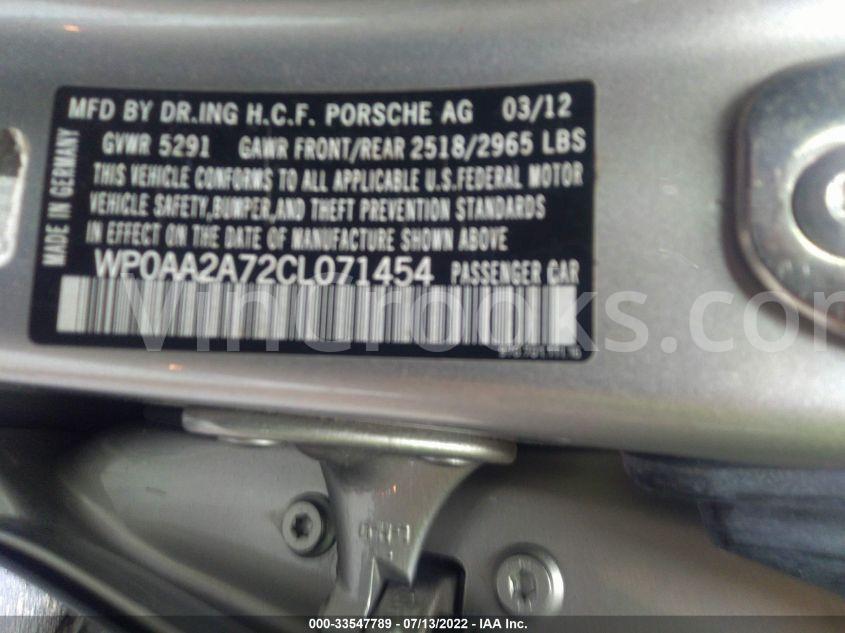 MFD BY DR.ING H.C.F. PORSCHE AG 03/12
GVWR 5291 GAWR FRONT/REAR 2518/2965 LBS
THIS VEHICLE CONFORMS TO ALL APPLICABLE U.S.FEDERAL MOTOR
VEHICLE SAFETY,BUMPER,AND THEFT PREVENTION STANDARDS
IN EFFECT ON THE DATE OF MANUFACTURE SHOWN ABOVE
WP0AA2A72CL071454 PASSENGER CAR
MADE IN GERMANY
VinCrooks.com
000-33547789 - 07/13/2022 - IAA Inc.